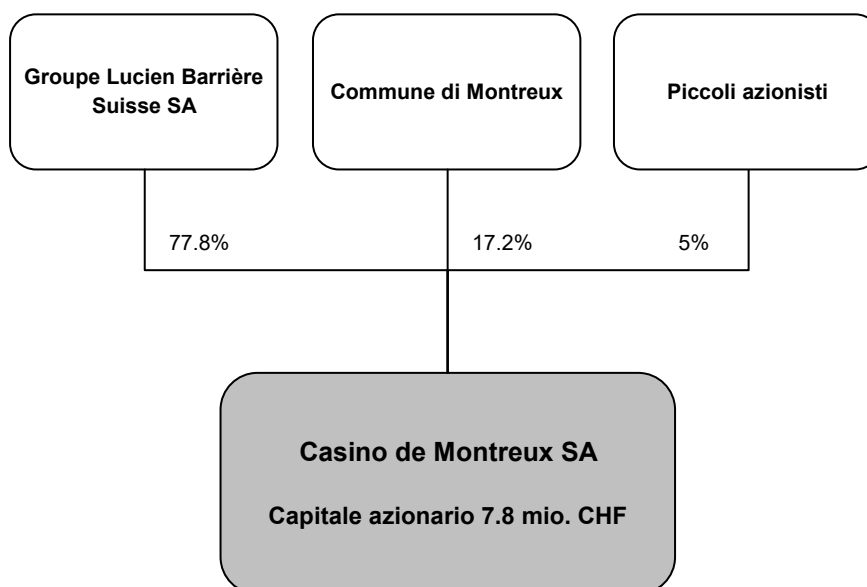 Groupe Lucien Barrière
Suisse SA
Commune di Montreux
Piccoli azionisti
77.8%
17.2%
5%
Casino de Montreux SA
Capitale azionario 7.8 mio. CHF